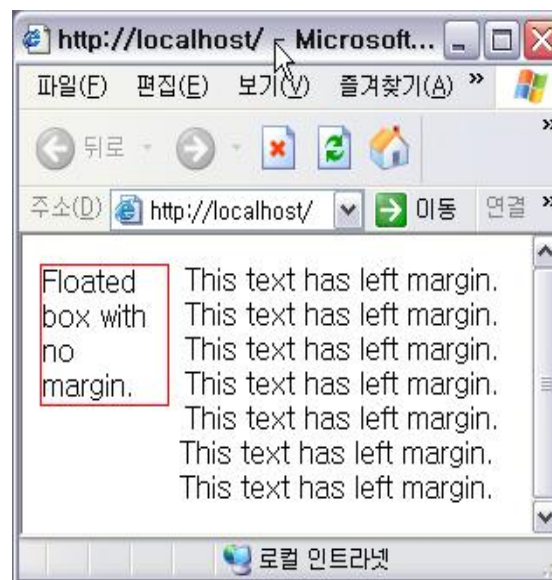 http://localhost/ - Microsoft...
파일(F) 편집(E) 보기(V) 즐겨찾기(A) »
뒤로 »
주소(D) http://localhost/ 이동 연결 »
Floated
box with
no
margin.
This text has left margin.
This text has left margin.
This text has left margin.
This text has left margin.
This text has left margin.
This text has left margin.
This text has left margin.
로컬 인트라넷